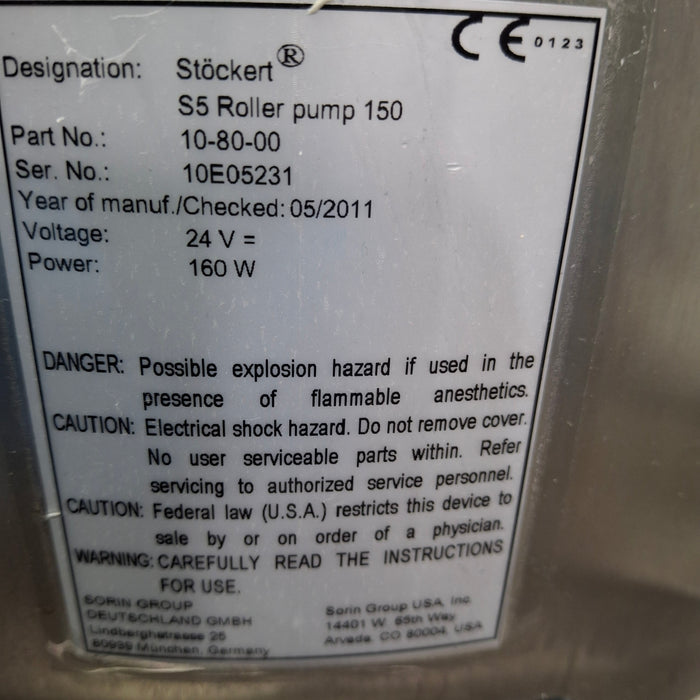 CE 0123
Designation: Stöckert®
S5 Roller pump 150
Part No.: 10-80-00
Ser. No.: 10E05231
Year of manuf./Checked: 05/2011
Voltage: 24 V =
Power: 160 W
DANGER: Possible explosion hazard if used in the
presence of flammable anesthetics.
CAUTION: Electrical shock hazard. Do not remove cover.
No user serviceable parts within. Refer
servicing to authorized service personnel.
CAUTION: Federal law (U.S.A.) restricts this device to
sale by or on order of a physician.
WARNING: CAREFULLY READ THE INSTRUCTIONS
FOR USE.
SORIN GROUP
DEUTSCHLAND GMBH
Lindberghstrasse 25
80939 München, Germany
Sorin Group USA, Inc.
14401 W. 65th Way
Arvada, CO 80004, USA